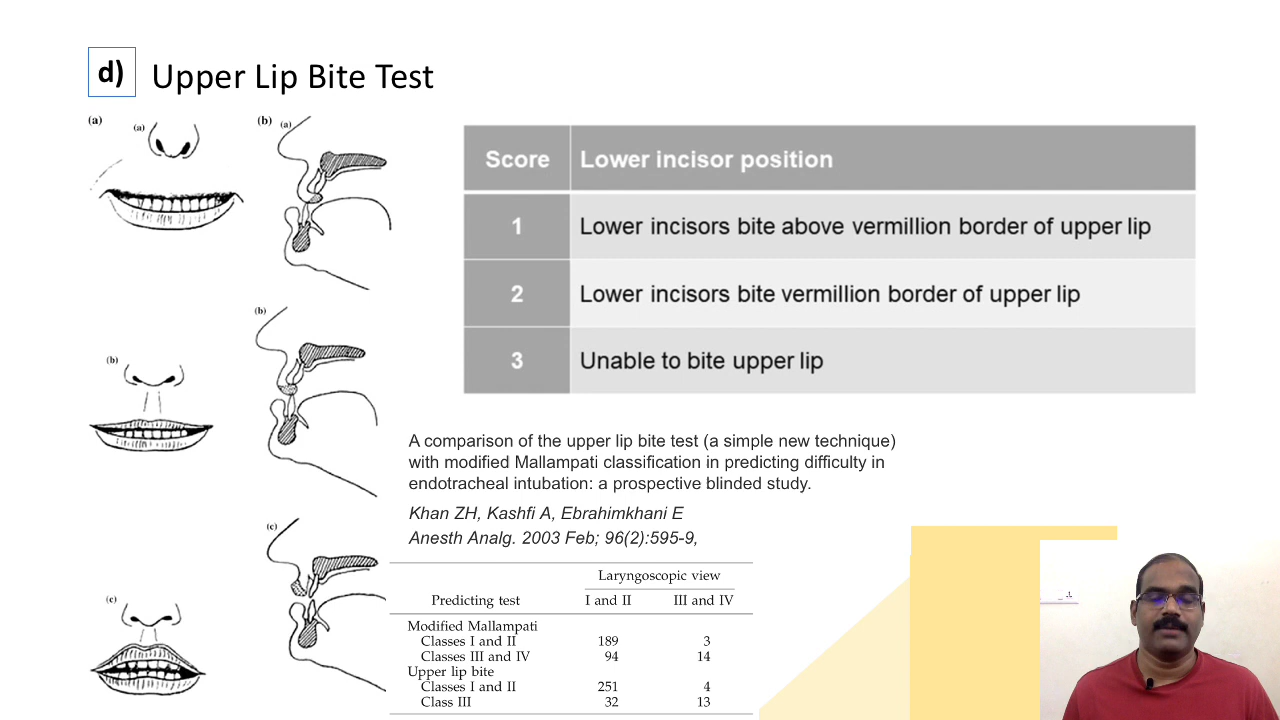 d) Upper Lip Bite Test
(a)
(a)
(b)
(a)
(b)
(b)
(c)
(c)
Score Lower incisor position
1 Lower incisors bite above vermillion border of upper lip
2 Lower incisors bite vermillion border of upper lip
3 Unable to bite upper lip
A comparison of the upper lip bite test (a simple new technique)
with modified Mallampati classification in predicting difficulty in
endotracheal intubation: a prospective blinded study.
Khan ZH, Kashfi A, Ebrahimkhani E
Anesth Analg. 2003 Feb; 96(2):595-9,
Laryngoscopic view
Predicting test I and II III and IV
Modified Mallampati
Classes I and II 189 3
Classes III and IV 94 14
Upper lip bite
Classes I and II 251 4
Class III 32 13